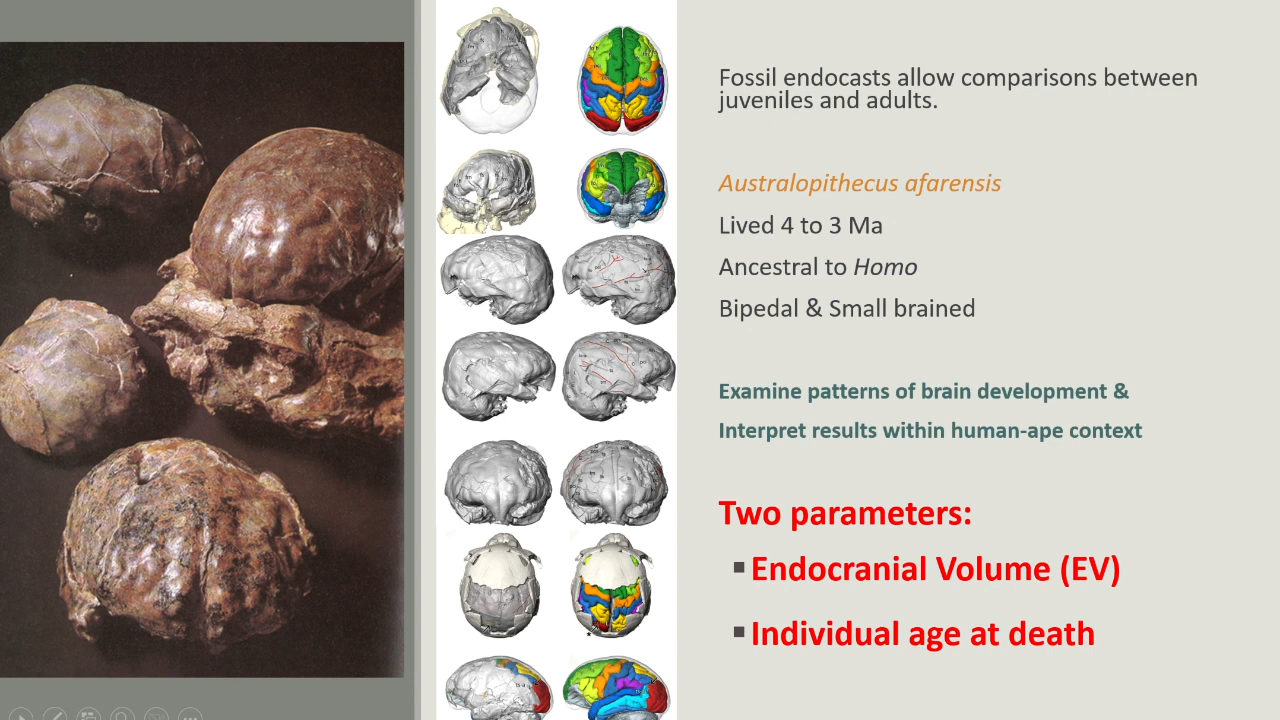 Fossil endocasts allow comparisons between
juveniles and adults.
Australopithecus afarensis
Lived 4 to 3 Ma
Ancestral to Homo
Bipedal & Small brained
Examine patterns of brain development &
Interpret results within human-ape context
Two parameters:
▪ Endocranial Volume (EV)
▪ Individual age at death